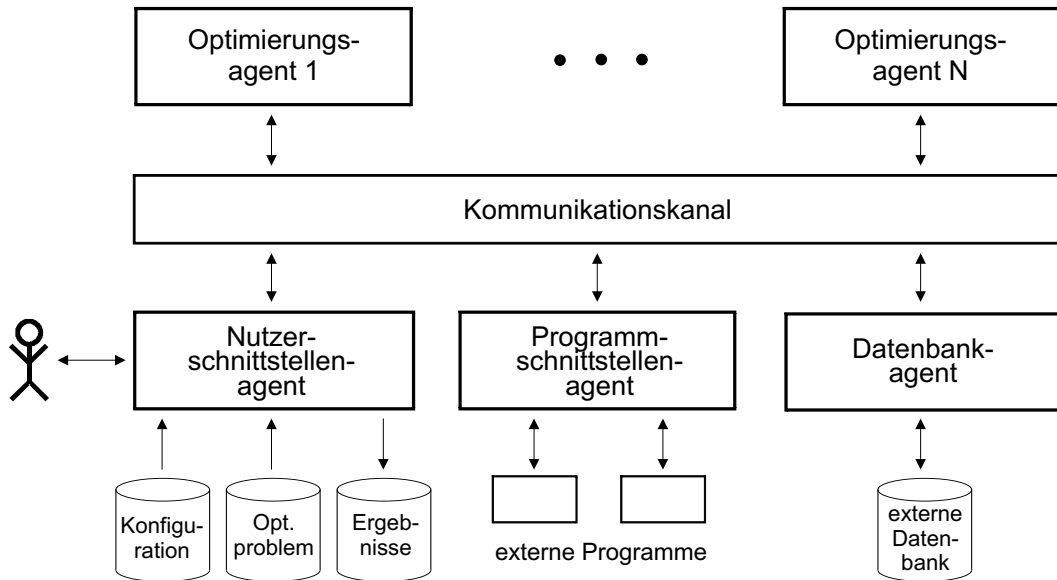 Optimierungs-
agent 1
Optimierungs-
agent N
Kommunikationskanal
Nutzer-
schnittstellen-
agent
Programm-
schnittstellen-
agent
Datenbank-
agent
Konfigu-
ration
Opt.
problem
Ergeb-
nisse
externe Programme
externe
Daten-
bank